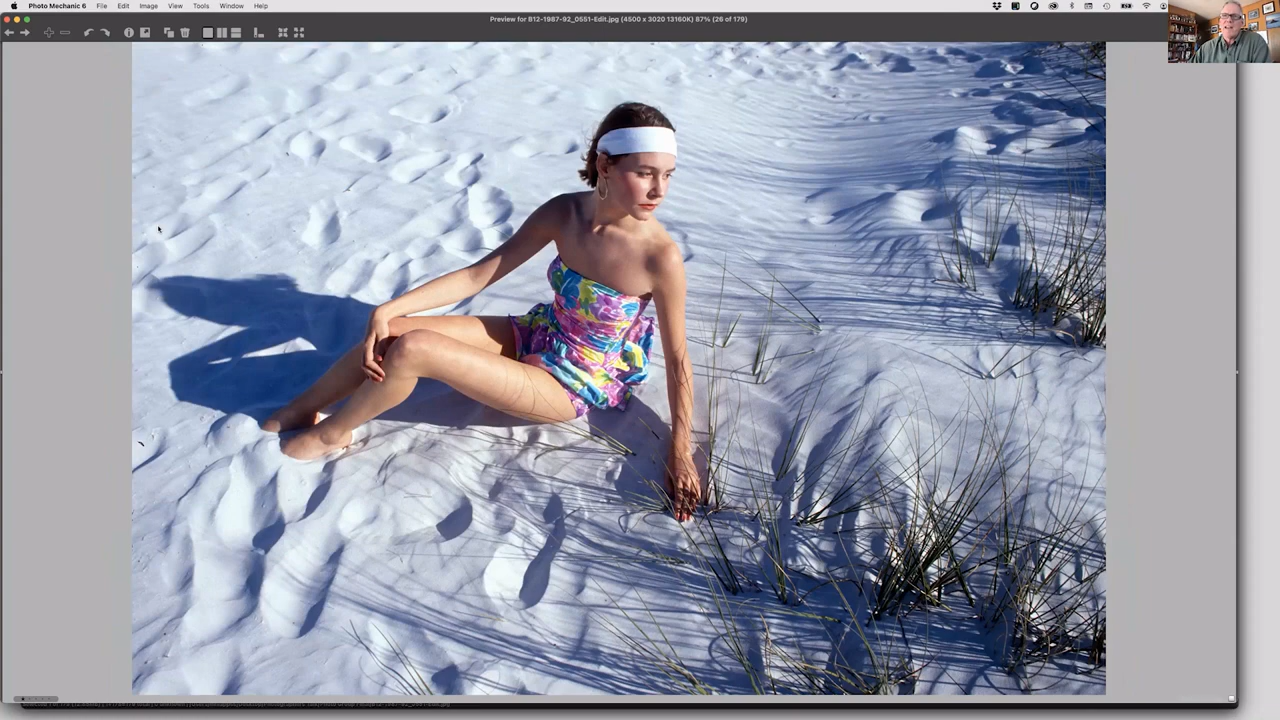 Photo Mechanic 6 File Edit Image View Tools Window Help
Preview for B12-1987-92_0551-Edit.jpg (4500 x 3020 13160K) 87% (26 of 179)